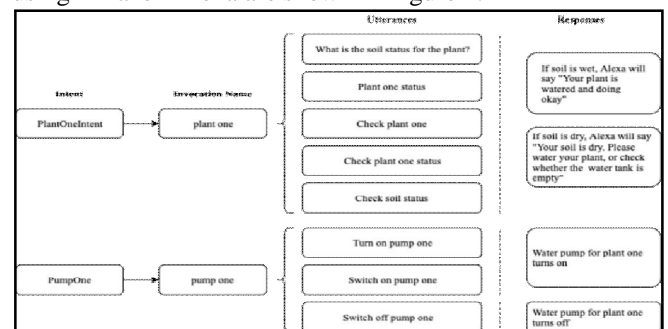 Utterances
Responses
What is the soil status for the plant?
If soil is wet, Alexa will
say "Your plant is
watered and doing
okay"
Plant one status
Intent
Invocation Name
PlantOneIntent
plant one
Check plant one
If soil is dry, Alexa will say
"Your soil is dry. Please
water your plant, or check
whether the water tank is
empty"
Check plant one status
Check soil status
Turn on pump one
Water pump for plant one
turns on
PumpOne
pump one
Switch on pump one
Switch off pump one
Water pump for plant one
turns off